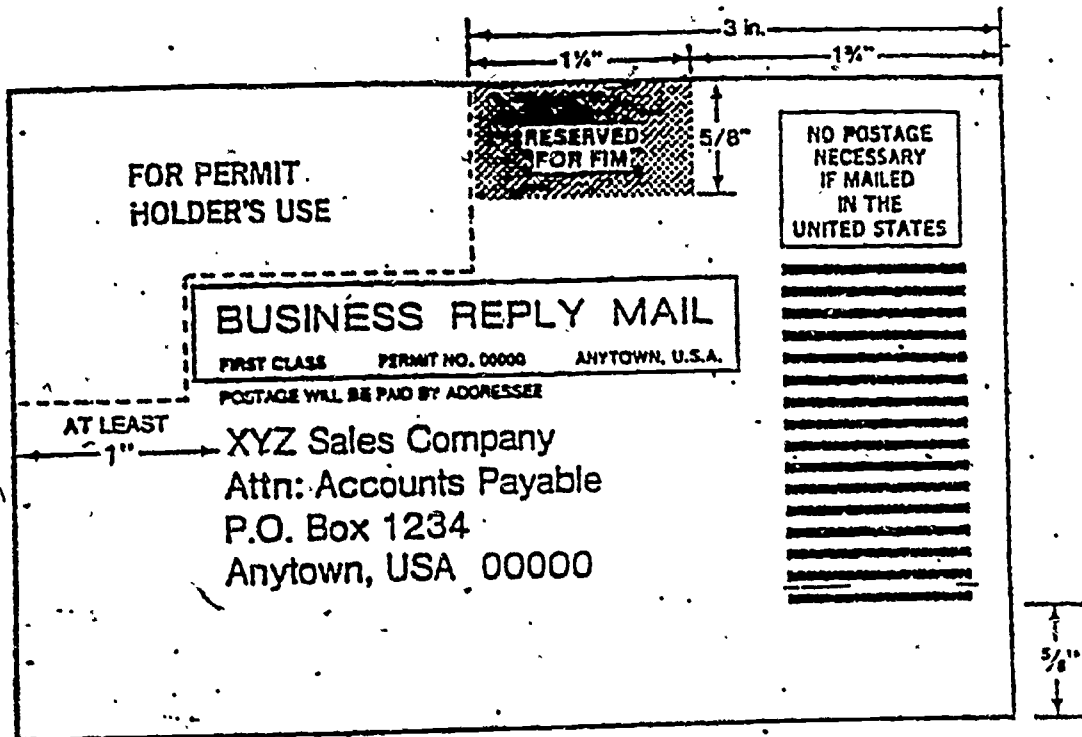 3 in.
1¼" 1¾"
RESERVED
FOR FIM
5/8"
NO POSTAGE
NECESSARY
IF MAILED
IN THE
UNITED STATES
FOR PERMIT
HOLDER'S USE
BUSINESS REPLY MAIL
FIRST CLASS PERMIT NO. 00000 ANYTOWN, U.S.A.
POSTAGE WILL BE PAID BY ADDRESSEE
AT LEAST
1"
XYZ Sales Company
Attn: Accounts Payable
P.O. Box 1234
Anytown, USA 00000
5/8"